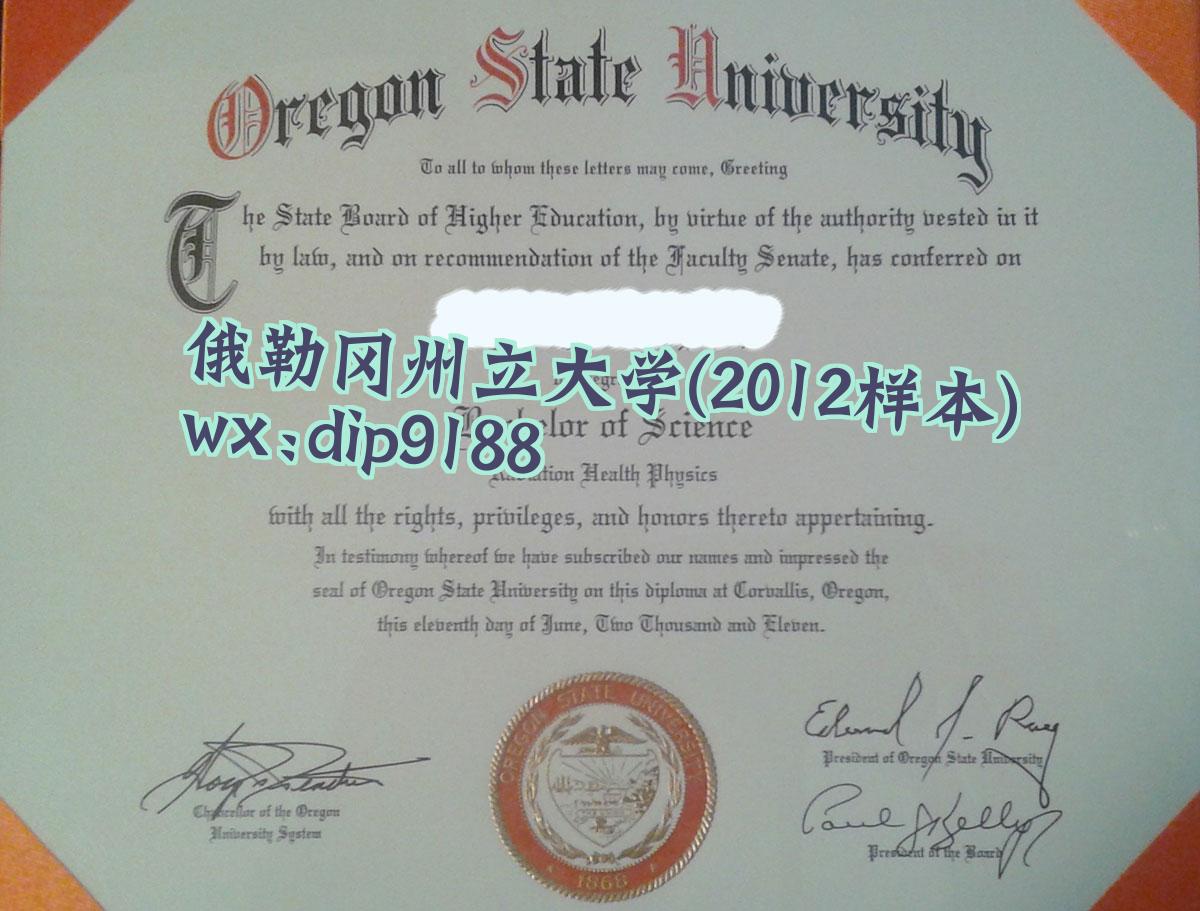 Oregon State University
To all to whom these letters may come, Greeting
The State Board of Higher Education, by virtue of the authority vested in it
by law, and on recommendation of the Faculty Senate, has conferred on
俄勒冈州立大学(2012样本)
wx:dip9188
Bachelor of Science
Radiation Health Physics
with all the rights, privileges, and honors thereto appertaining.
In testimony whereof we have subscribed our names and impressed the
seal of Oregon State University on this diploma at Corvallis, Oregon,
this eleventh day of June, Two Thousand and Eleven.
OREGON STATE UNIVERSITY
1868
Chancellor of the Oregon
University System
President of Oregon State University
Paul J Kelly
President of the Board